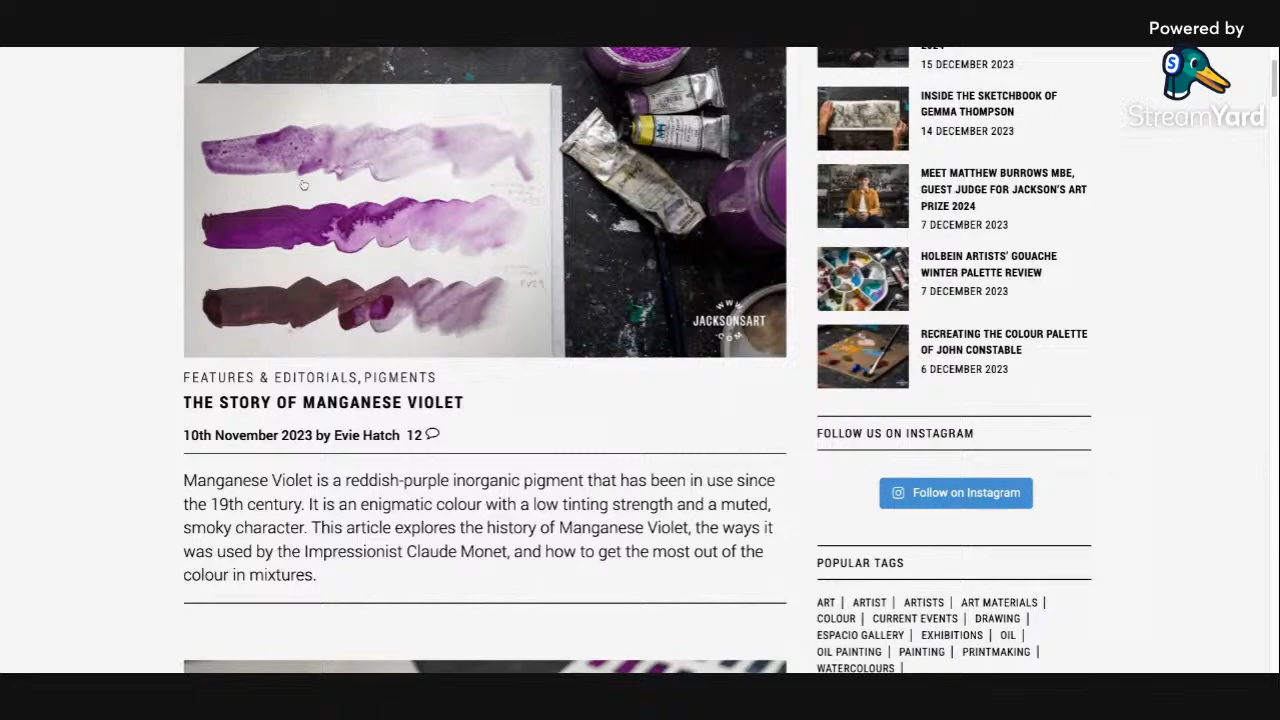 Powered by
StreamYard
2024
15 DECEMBER 2023
INSIDE THE SKETCHBOOK OF
GEMMA THOMPSON
14 DECEMBER 2023
MEET MATTHEW BURROWS MBE,
GUEST JUDGE FOR JACKSON'S ART
PRIZE 2024
7 DECEMBER 2023
HOLBEIN ARTISTS' GOUACHE
WINTER PALETTE REVIEW
7 DECEMBER 2023
RECREATING THE COLOUR PALETTE
OF JOHN CONSTABLE
6 DECEMBER 2023
WWW
JACKSONSART
.COM
FEATURES & EDITORIALS, PIGMENTS
THE STORY OF MANGANESE VIOLET
10th November 2023 by Evie Hatch 12
Manganese Violet is a reddish-purple inorganic pigment that has been in use since
the 19th century. It is an enigmatic colour with a low tinting strength and a muted,
smoky character. This article explores the history of Manganese Violet, the ways it
was used by the Impressionist Claude Monet, and how to get the most out of the
colour in mixtures.
FOLLOW US ON INSTAGRAM
Follow on Instagram
POPULAR TAGS
ART | ARTIST | ARTISTS | ART MATERIALS |
COLOUR | CURRENT EVENTS | DRAWING |
ESPACIO GALLERY | EXHIBITIONS | OIL |
OIL PAINTING | PAINTING | PRINTMAKING |
WATERCOLOURS |